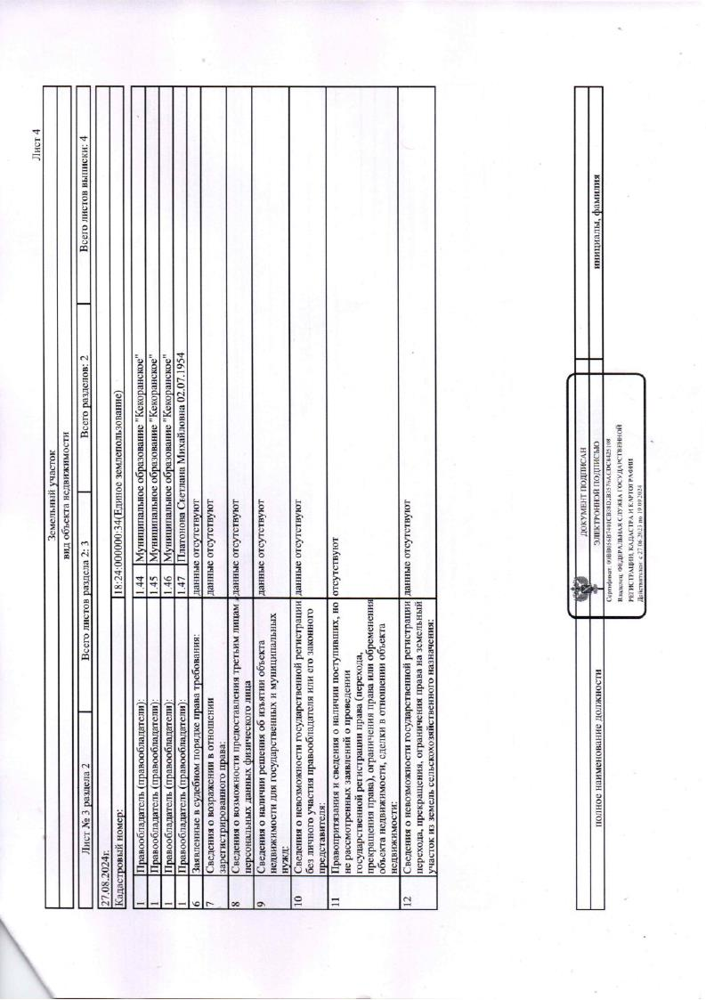 Лист 4
Земельный участок
вид объекта недвижимости
Лист № 3 раздела 2 Всего листов раздела 2: 3 Всего разделов: 2 Всего листов выписки: 4
27.08.2024г.
Кадастровый номер: 18:24:000000:34(Единое землепользование)
1 Правообладатель (правообладатели): 1.44 Муниципальное образование "Кекоранское"
1 Правообладатель (правообладатели): 1.45 Муниципальное образование "Кекоранское"
1 Правообладатель (правообладатели): 1.46 Муниципальное образование "Кекоранское"
1 Правообладатель (правообладатели): 1.47 Платонова Светлана Михайловна 02.07.1954
6 Заявленные в судебном порядке права требования: данные отсутствуют
7 Сведения о возражении в отношении данные отсутствуют
зарегистрированного права:
8 Сведения о возможности предоставления третьим лицам данные отсутствуют
персональных данных физического лица
9 Сведения о наличии решения об изъятии объекта данные отсутствуют
недвижимости для государственных и муниципальных
нужд:
10 Сведения о невозможности государственной регистрации данные отсутствуют
без личного участия правообладателя или его законного
представителя:
11 Правопритязания и сведения о наличии поступивших, но отсутствуют
не рассмотренных заявлений о проведении
государственной регистрации права (перехода,
прекращения права), ограничения права или обременения
объекта недвижимости, сделки в отношении объекта
недвижимости:
12 Сведения о невозможности государственной регистрации данные отсутствуют
перехода, прекращения, ограничения права на земельный
участок из земель сельскохозяйственного назначения:
ДОКУМЕНТ ПОДПИСАН
ЭЛЕКТРОННОЙ ПОДПИСЬЮ
Сертификат:
Владелец: ФЕДЕРАЛЬНАЯ СЛУЖБА ГОСУДАРСТВЕННОЙ
РЕГИСТРАЦИИ, КАДАСТРА И КАРТОГРАФИИ
Действителен: с 27.06.2023 по 19.09.2024
полное наименование должности инициалы, фамилия